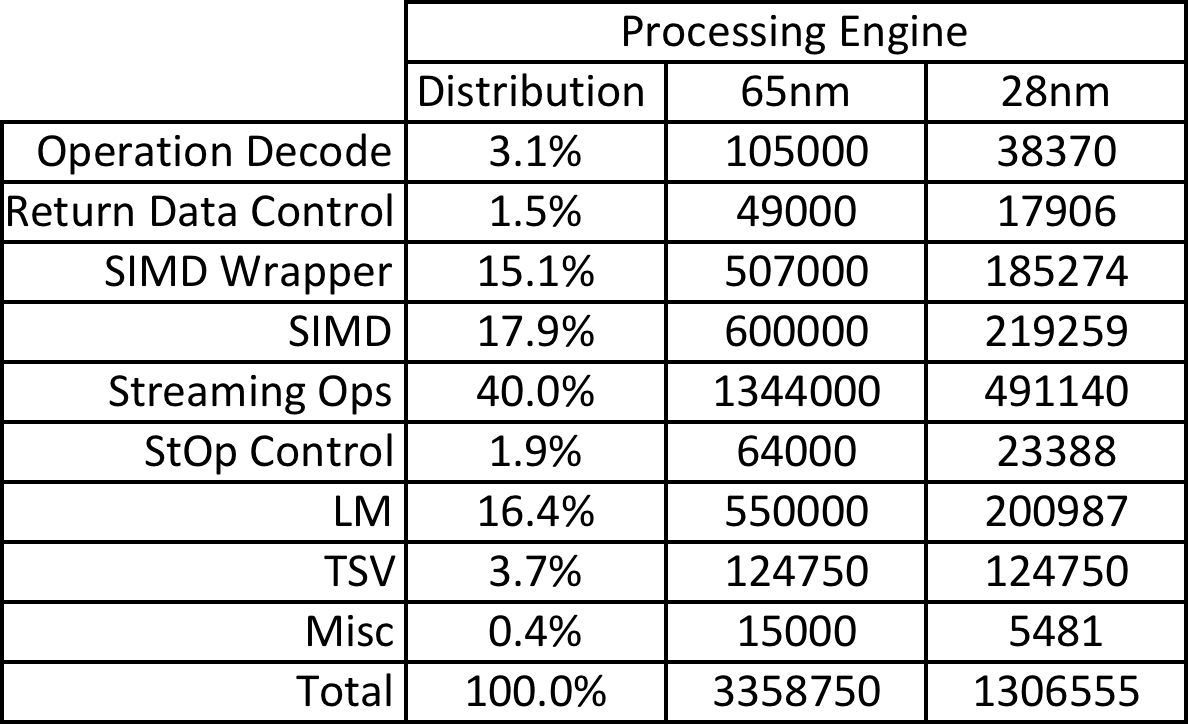 Processing Engine
Distribution 65nm 28nm
Operation Decode 3.1% 105000 38370
Return Data Control 1.5% 49000 17906
SIMD Wrapper 15.1% 507000 185274
SIMD 17.9% 600000 219259
Streaming Ops 40.0% 1344000 491140
StOp Control 1.9% 64000 23388
LM 16.4% 550000 200987
TSV 3.7% 124750 124750
Misc 0.4% 15000 5481
Total 100.0% 3358750 1306555